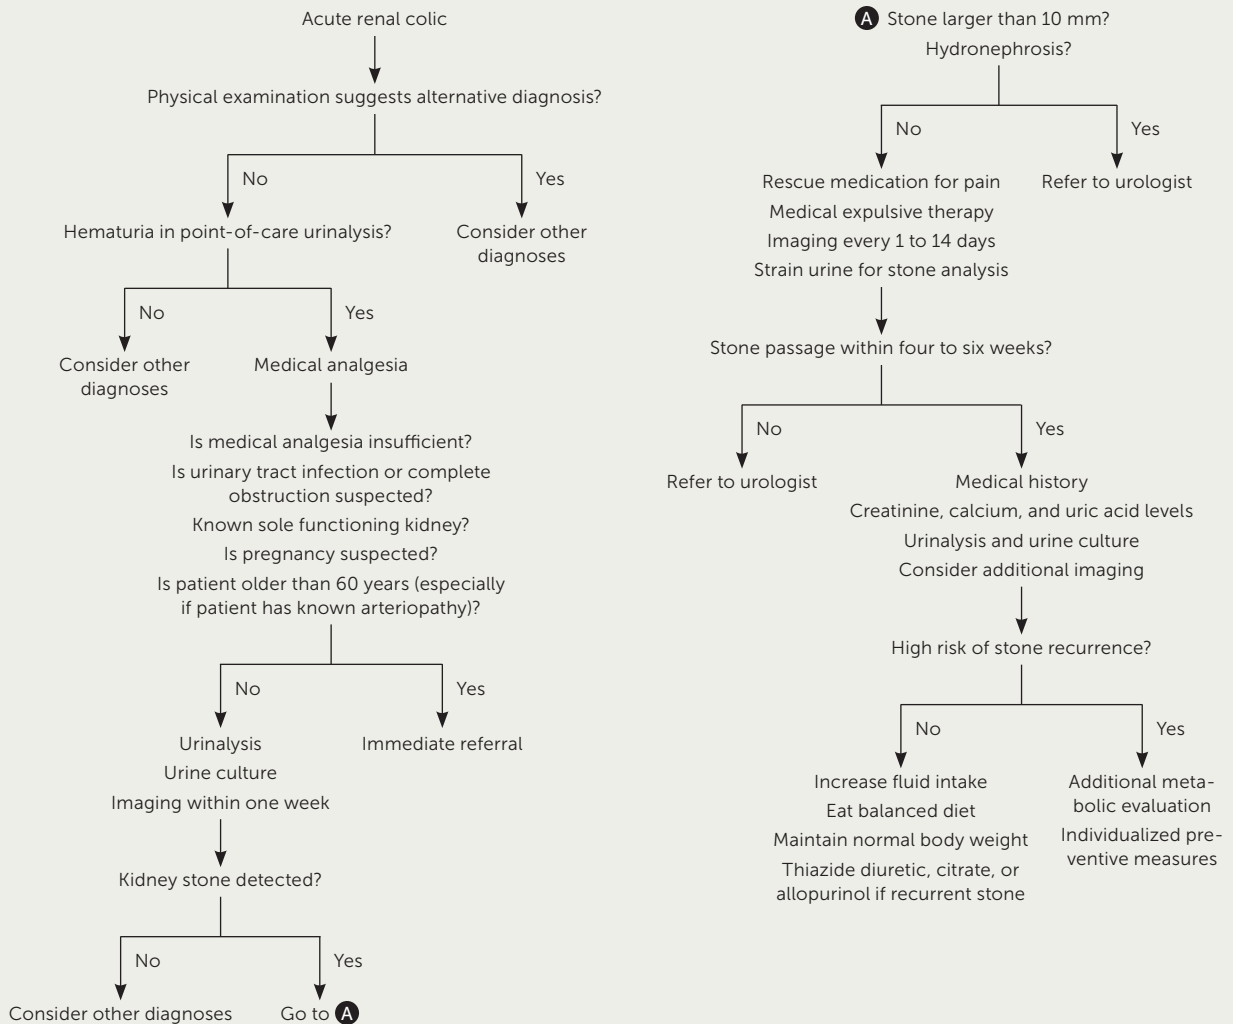 Acute renal colic
Physical examination suggests alternative diagnosis?
No
Yes
Hematuria in point-of-care urinalysis?
Consider other
diagnoses
No
Yes
Consider other
diagnoses
Medical analgesia
Is medical analgesia insufficient?
Is urinary tract infection or complete
obstruction suspected?
Known sole functioning kidney?
Is pregnancy suspected?
Is patient older than 60 years (especially
if patient has known arteriopathy)?
No
Yes
Urinalysis
Urine culture
Imaging within one week
Immediate referral
Kidney stone detected?
No
Yes
Consider other diagnoses
Go to A
A Stone larger than 10 mm?
Hydronephrosis?
No
Yes
Rescue medication for pain
Medical expulsive therapy
Imaging every 1 to 14 days
Strain urine for stone analysis
Refer to urologist
Stone passage within four to six weeks?
No
Yes
Refer to urologist
Medical history
Creatinine, calcium, and uric acid levels
Urinalysis and urine culture
Consider additional imaging
High risk of stone recurrence?
No
Yes
Increase fluid intake
Eat balanced diet
Maintain normal body weight
Thiazide diuretic, citrate, or
allopurinol if recurrent stone
Additional meta-
bolic evaluation
Individualized pre-
ventive measures